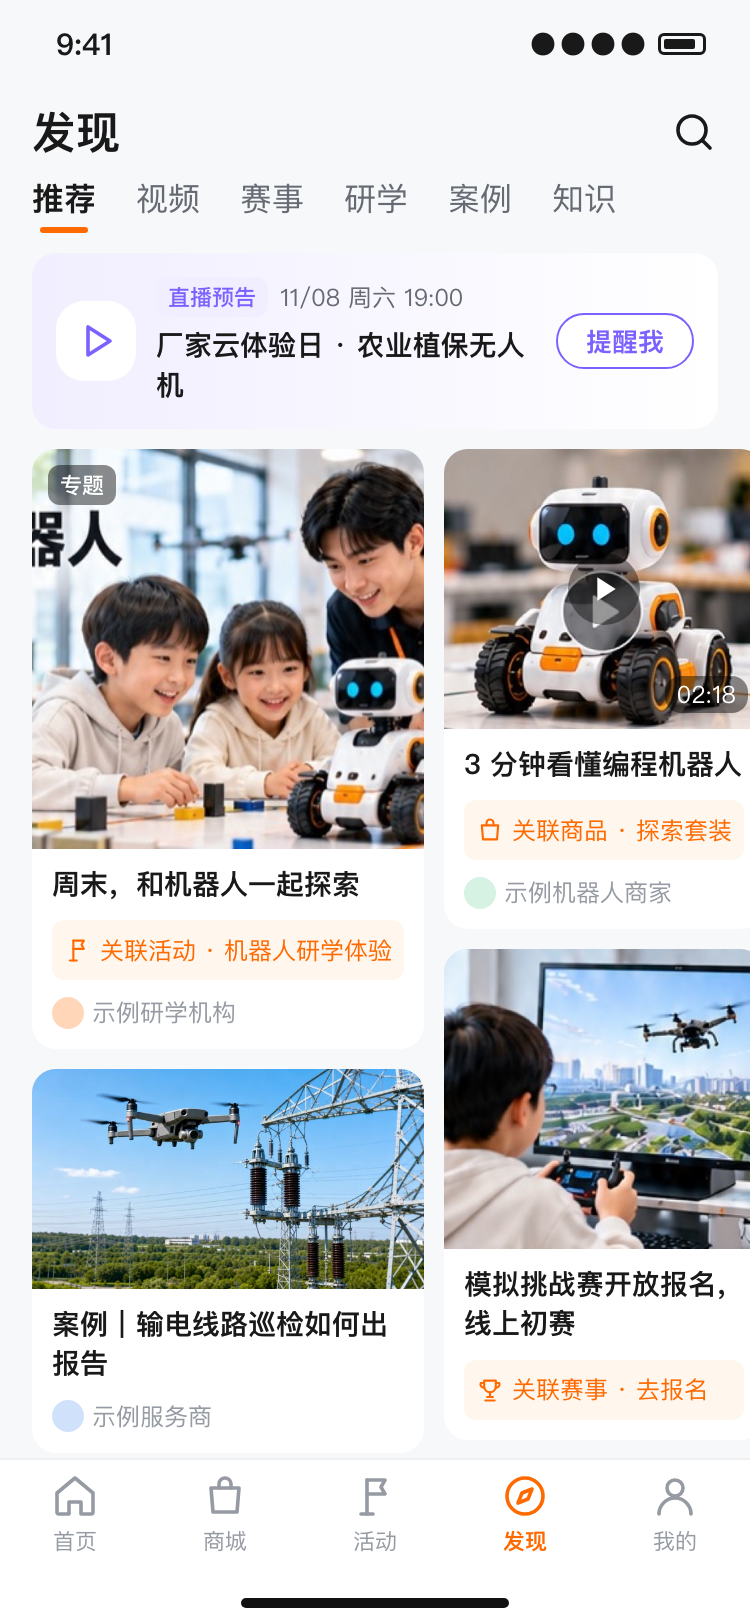 9:41
发现
推荐 视频 赛事 研学 案例 知识
直播预告 11/08 周六 19:00
厂家云体验日 · 农业植保无人
机
提醒我
专题
器人
周末，和机器人一起探索
关联活动 · 机器人研学体验
示例研学机构
案例｜输电线路巡检如何出
报告
示例服务商
02:18
3 分钟看懂编程机器人
关联商品 · 探索套装
示例机器人商家
模拟挑战赛开放报名，
线上初赛
关联赛事 · 去报名
首页 商城 活动 发现 我的